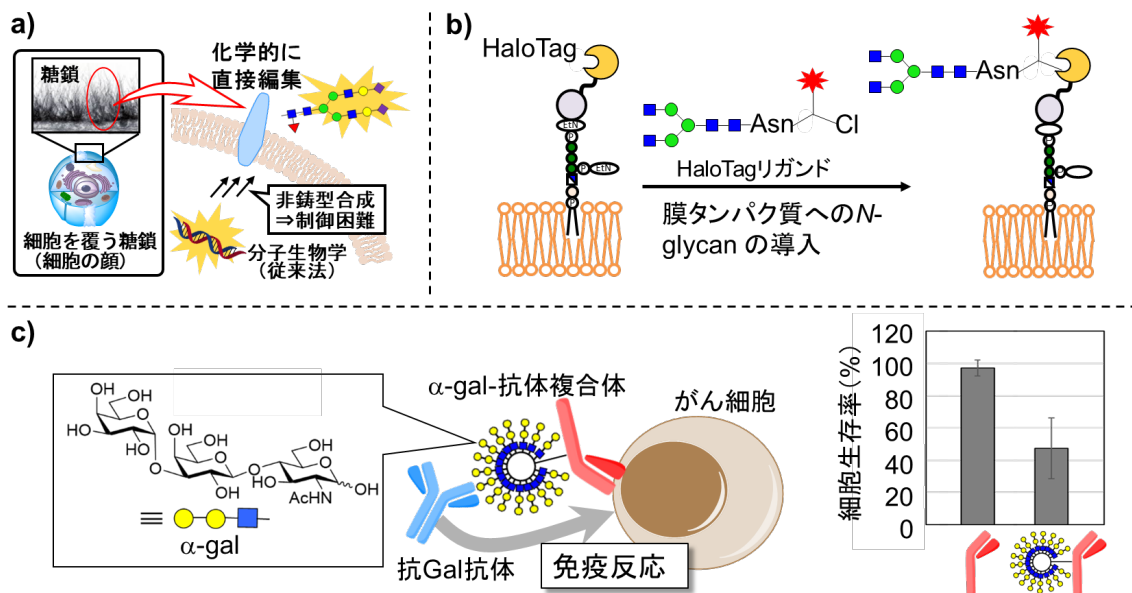 a)
糖鎖
化学的に
直接編集
非鋳型合成
⇒制御困難
細胞を覆う糖鎖
(細胞の顔)
分子生物学
(従来法)
b)
HaloTag
EtN
P
P
EtN
P
Asn
Cl
HaloTagリガンド
膜タンパク質へのN-
glycan の導入
Asn
P
P
P
c)
OH
OH
O
HO
HO
OH
O
OH
O
O
HO
OH
O
OH
O
HO
AcHN
OH
α-gal
α-gal-抗体複合体
抗Gal抗体
がん細胞
免疫反応
細胞生存率(%)
120
100
80
60
40
20
0